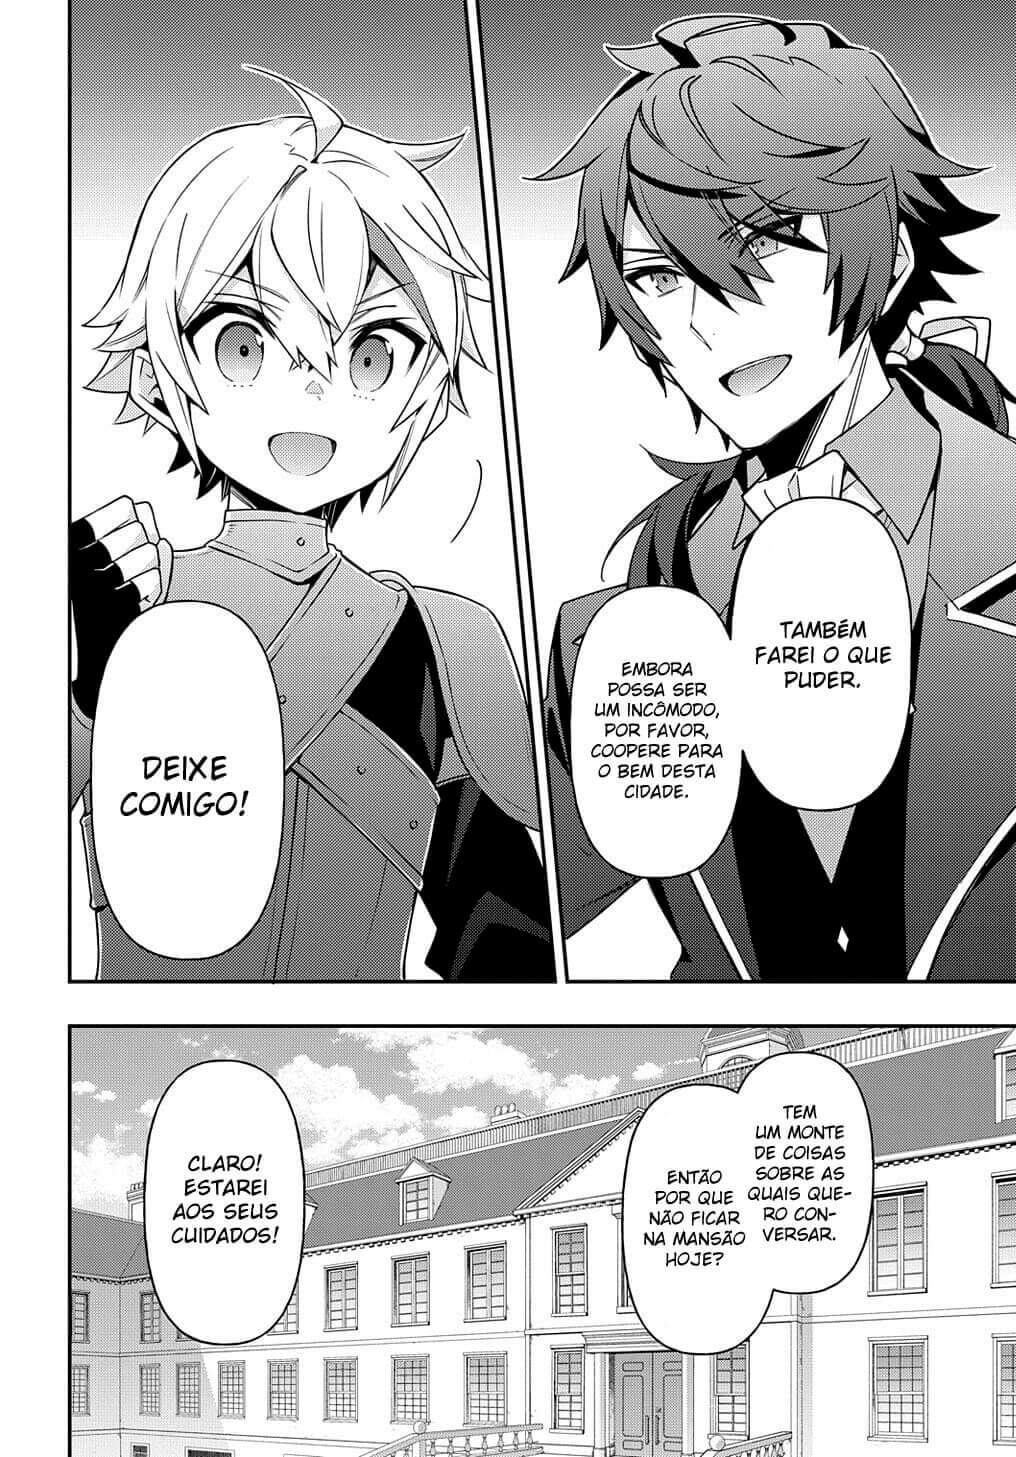 TAMBÉM
FAREI O QUE
PUDER.
EMBORA
POSSA SER
UM INCÔMODO,
POR FAVOR,
COOPERE PARA
O BEM DESTA
CIDADE.
DEIXE
COMIGO!
TEM
UM MONTE
DE COISAS
SOBRE AS
QUAIS QUE-
RO CON-
VERSAR.
ENTÃO
POR QUE
NÃO FICAR
NA MANSÃO
HOJE?
CLARO!
ESTAREI
AOS SEUS
CUIDADOS!